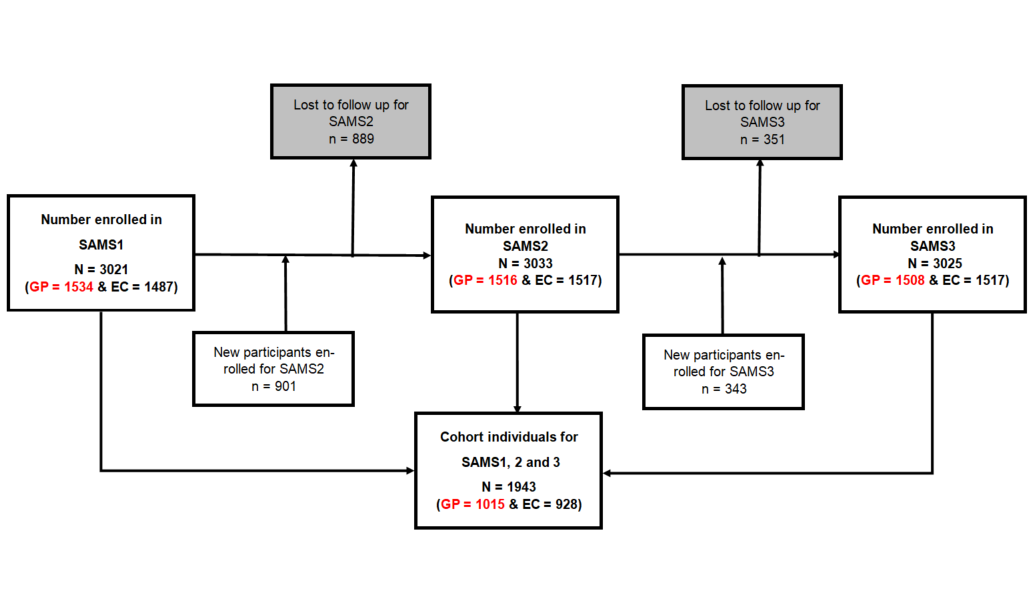 Lost to follow up for
SAMS2
n = 889
Lost to follow up for
SAMS3
n = 351
Number enrolled in
SAMS1
N = 3021
(GP = 1534 & EC = 1487)
Number enrolled in
SAMS2
N = 3033
(GP = 1516 & EC = 1517)
Number enrolled in
SAMS3
N = 3025
(GP = 1508 & EC = 1517)
New participants en-
rolled for SAMS2
n = 901
New participants en-
rolled for SAMS3
n = 343
Cohort individuals for
SAMS1, 2 and 3
N = 1943
(GP = 1015 & EC = 928)